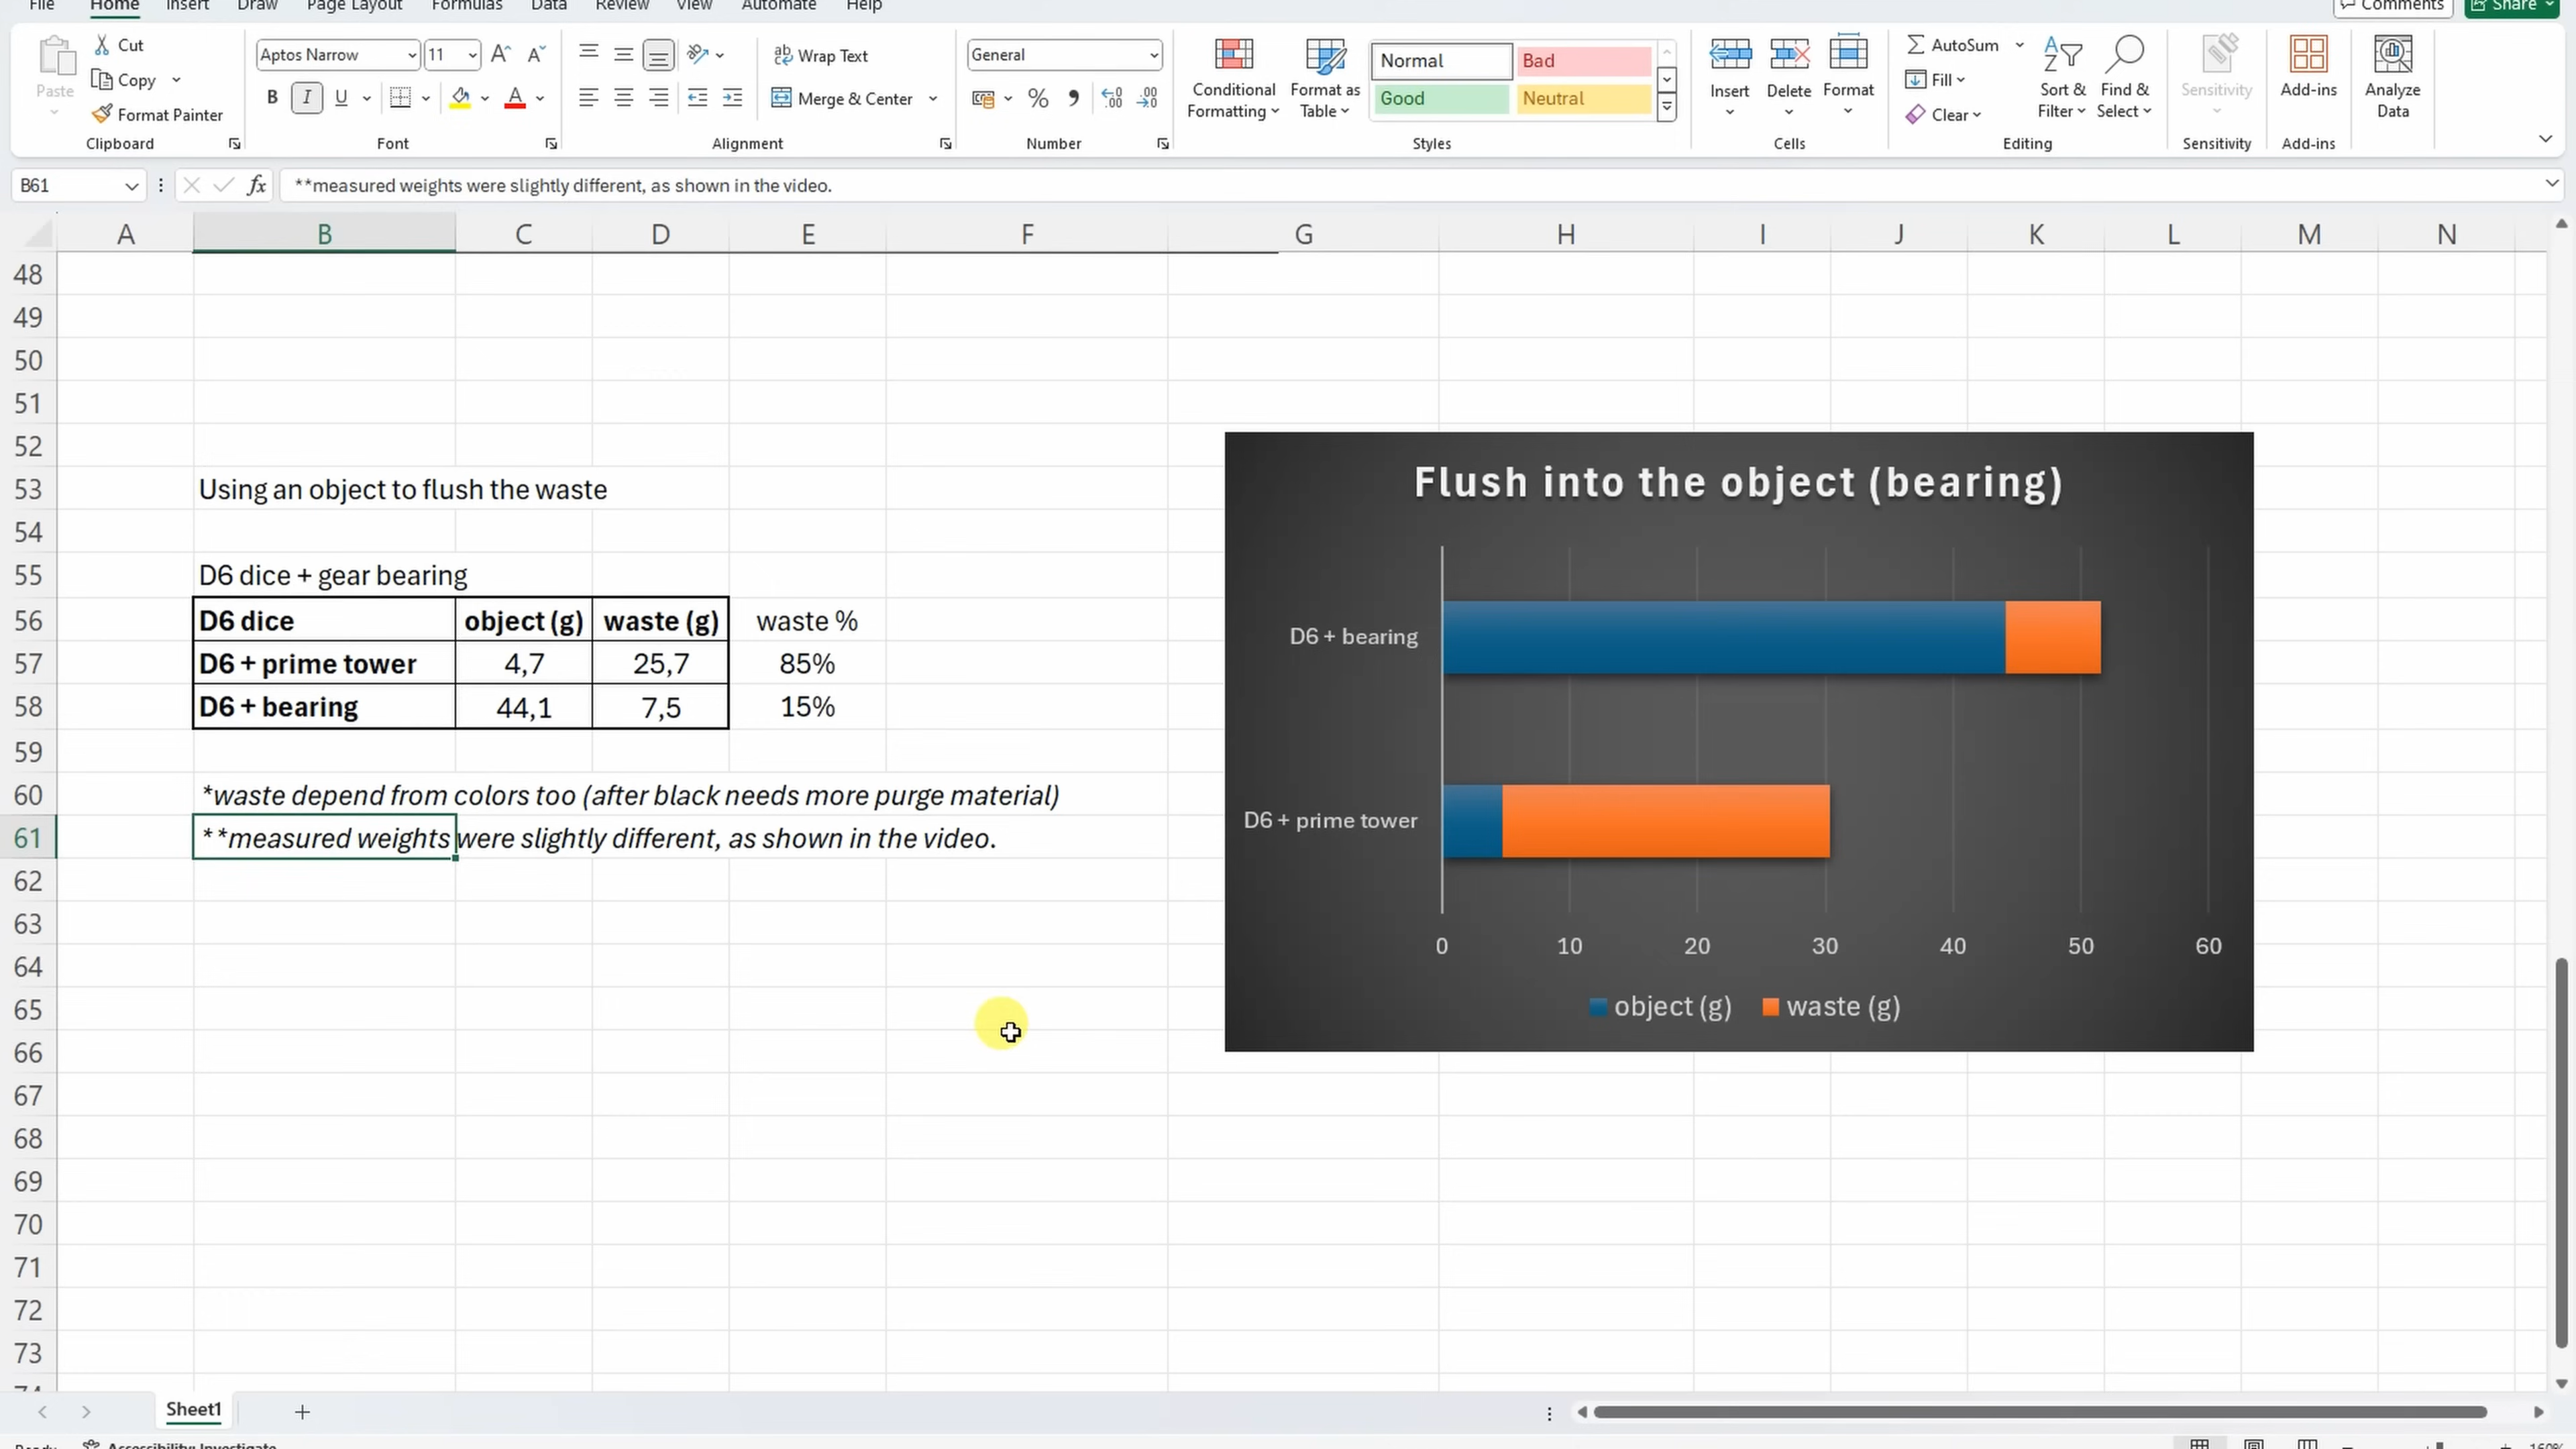 File Home Insert Draw Page Layout Formulas Data Review View Automate Help Comments Share
Paste
Cut
Copy
Format Painter
Clipboard
Aptos Narrow 11
B I U
Font
Wrap Text
Merge & Center
Alignment
General
Number
Conditional
Formatting
Format as
Table
Normal Bad
Good Neutral
Styles
Insert Delete Format
Cells
AutoSum
Fill
Clear
Sort &
Filter
Find &
Select
Editing
Sensitivity
Sensitivity
Add-ins
Add-ins
Analyze
Data
B61 fx **measured weights were slightly different, as shown in the video.
A B C D E F G H I J K L M N
48
49
50
51
52
53 Using an object to flush the waste
54
55 D6 dice + gear bearing
56 D6 dice object (g) waste (g) waste %
57 D6 + prime tower 4,7 25,7 85%
58 D6 + bearing 44,1 7,5 15%
59
60 *waste depend from colors too (after black needs more purge material)
61 **measured weights were slightly different, as shown in the video.
62
63
64
65
66
67
68
69
70
71
72
73
Flush into the object (bearing)
D6 + bearing
D6 + prime tower
0 10 20 30 40 50 60
object (g) waste (g)
Sheet1
Ready Accessibility: Investigate